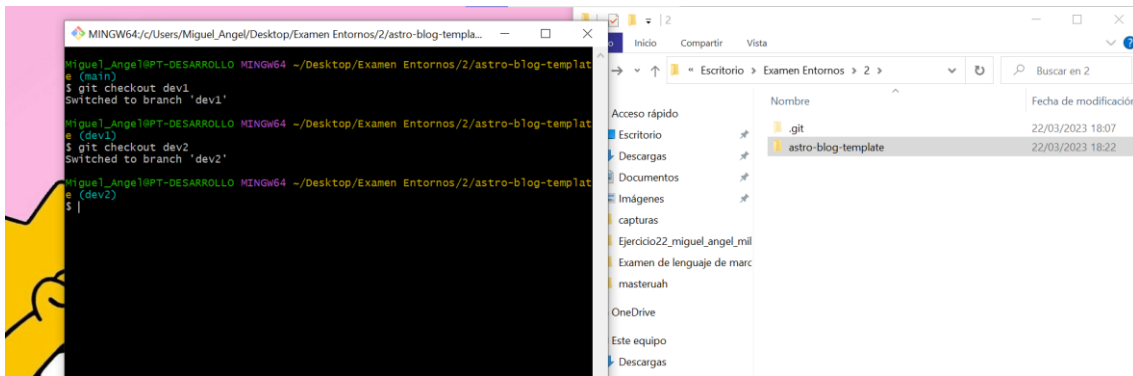 MINGW64:/c/Users/Miguel_Angel/Desktop/Examen Entornos/2/astro-blog-templa...
Miguel_Angel@PT-DESARROLLO MINGW64 ~/Desktop/Examen Entornos/2/astro-blog-templat
e (main)
$ git checkout dev1
Switched to branch 'dev1'
Miguel_Angel@PT-DESARROLLO MINGW64 ~/Desktop/Examen Entornos/2/astro-blog-templat
e (dev1)
$ git checkout dev2
Switched to branch 'dev2'
Miguel_Angel@PT-DESARROLLO MINGW64 ~/Desktop/Examen Entornos/2/astro-blog-templat
e (dev2)
$
2
Inicio Compartir Vista
« Escritorio > Examen Entornos > 2 >
Buscar en 2
Nombre Fecha de modificación
.git 22/03/2023 18:07
astro-blog-template 22/03/2023 18:22
Acceso rápido
Escritorio
Descargas
Documentos
Imágenes
capturas
Ejercicio22_miguel_angel_mil
Examen de lenguaje de marc
masteruah
OneDrive
Este equipo
Descargas